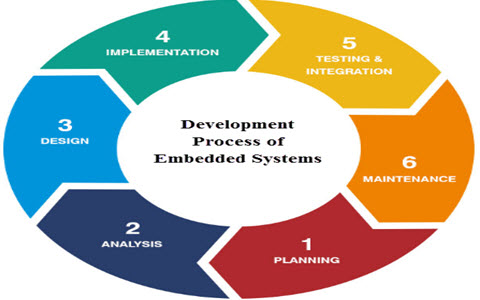 Development
Process of
Embedded Systems
1
PLANNING
2
ANALYSIS
3
DESIGN
4
IMPLEMENTATION
5
TESTING &
INTEGRATION
6
MAINTENANCE